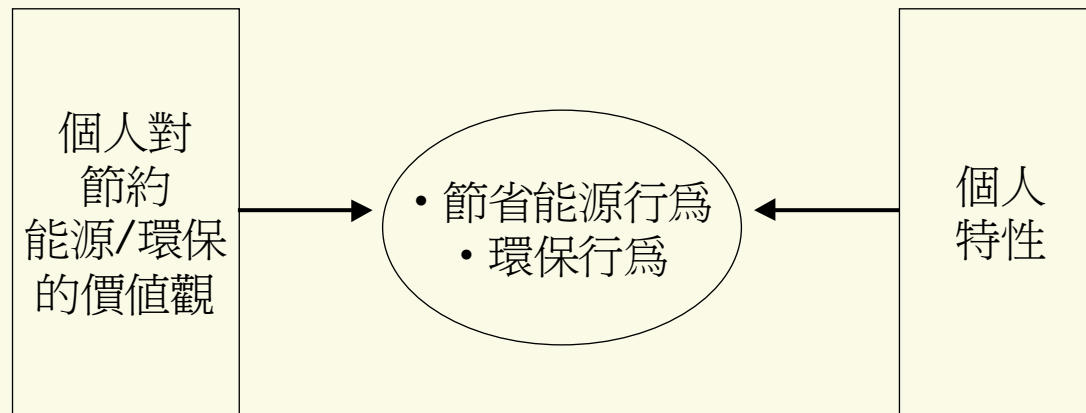 個人對
節約
能源/環保
的價值觀
• 節省能源行爲
• 環保行爲
個人
特性